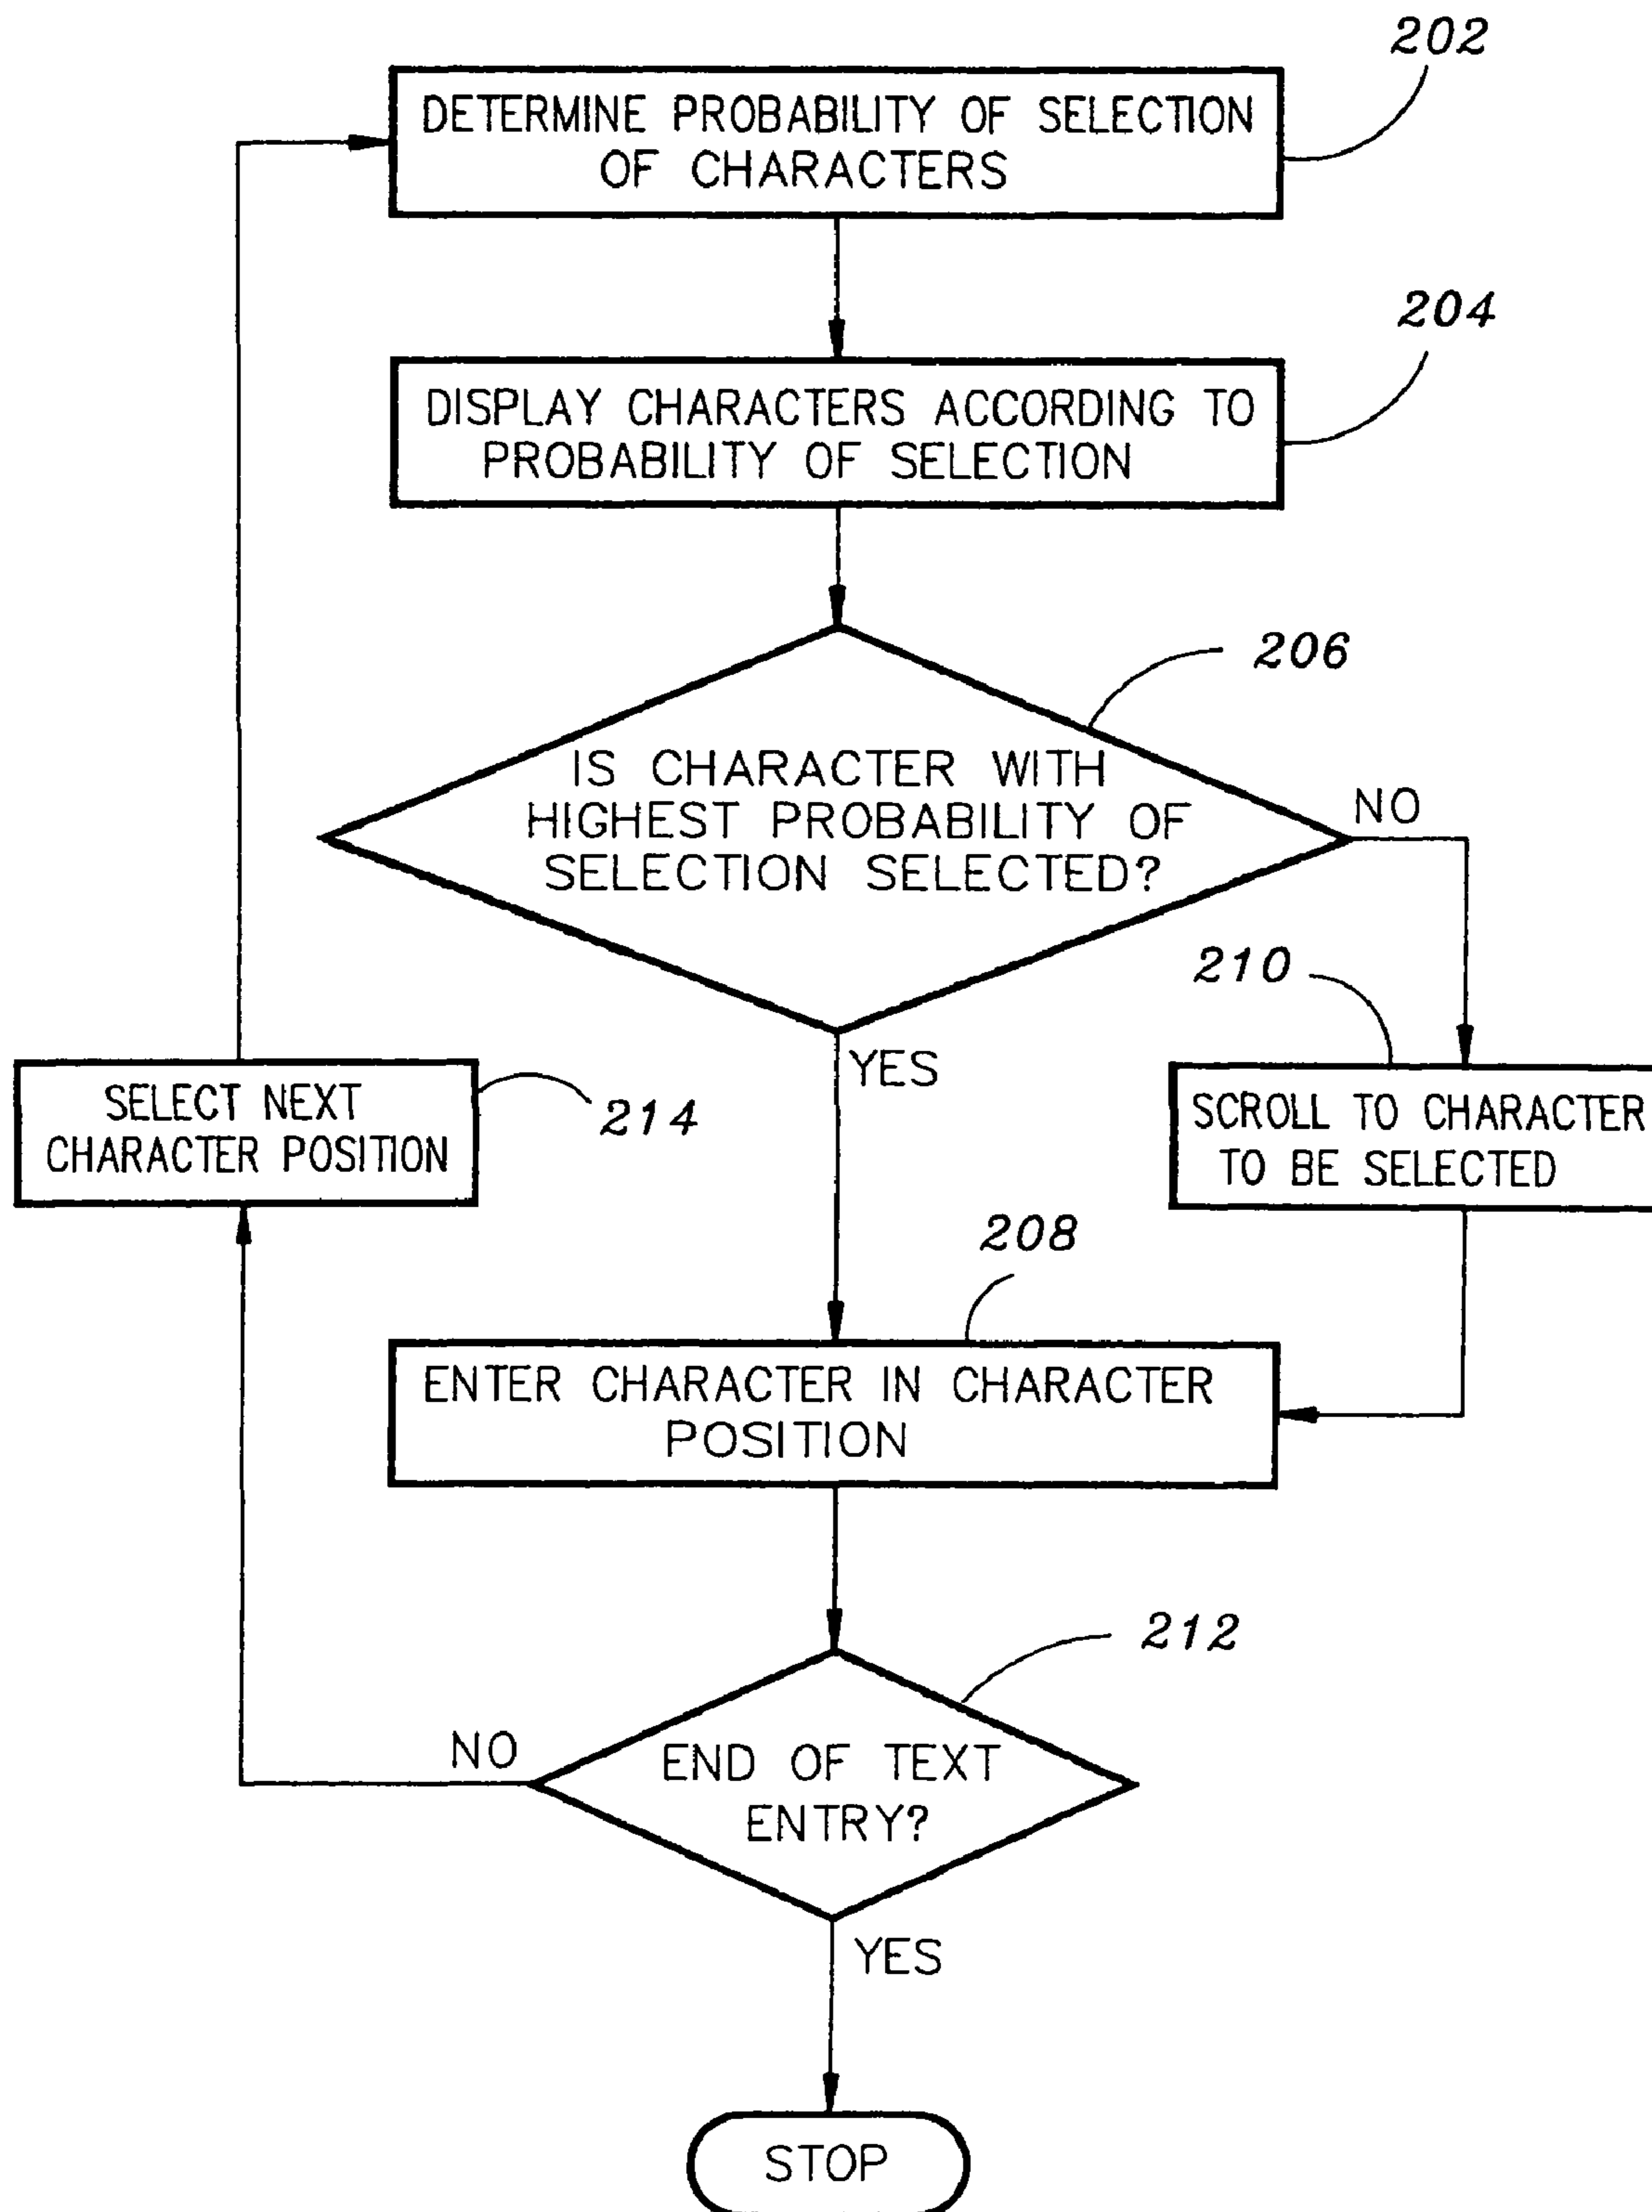 202
DETERMINE PROBABILITY OF SELECTION
OF CHARACTERS
204
DISPLAY CHARACTERS ACCORDING TO
PROBABILITY OF SELECTION
206
IS CHARACTER WITH
HIGHEST PROBABILITY OF
SELECTION SELECTED?
NO
210
YES
SELECT NEXT
CHARACTER POSITION
214
SCROLL TO CHARACTER
TO BE SELECTED
208
ENTER CHARACTER IN CHARACTER
POSITION
212
NO
END OF TEXT
ENTRY?
YES
STOP